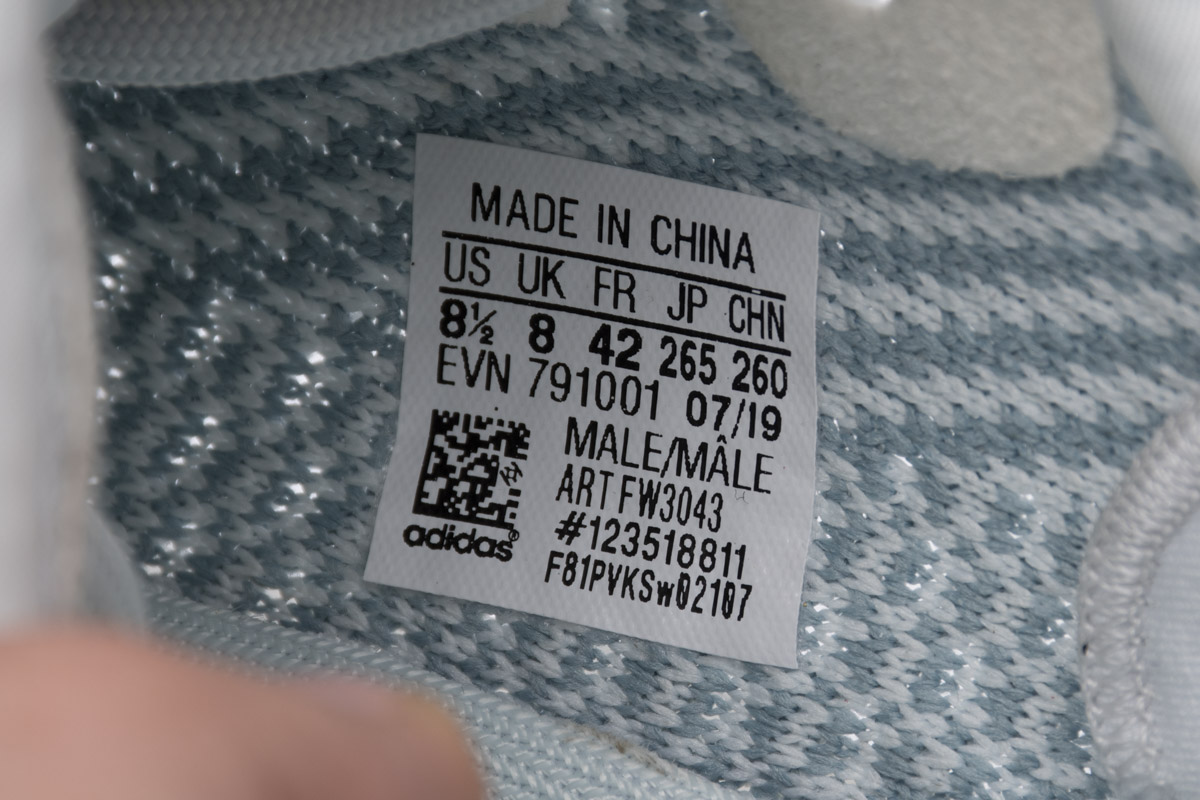 MADE IN CHINA
US UK FR JP CHN
8½ 8 42 265 260
EVN 791001 07/19
MALE/MÂLE
ART FW3043
#123518811
F81PVKSw02107
adidas®